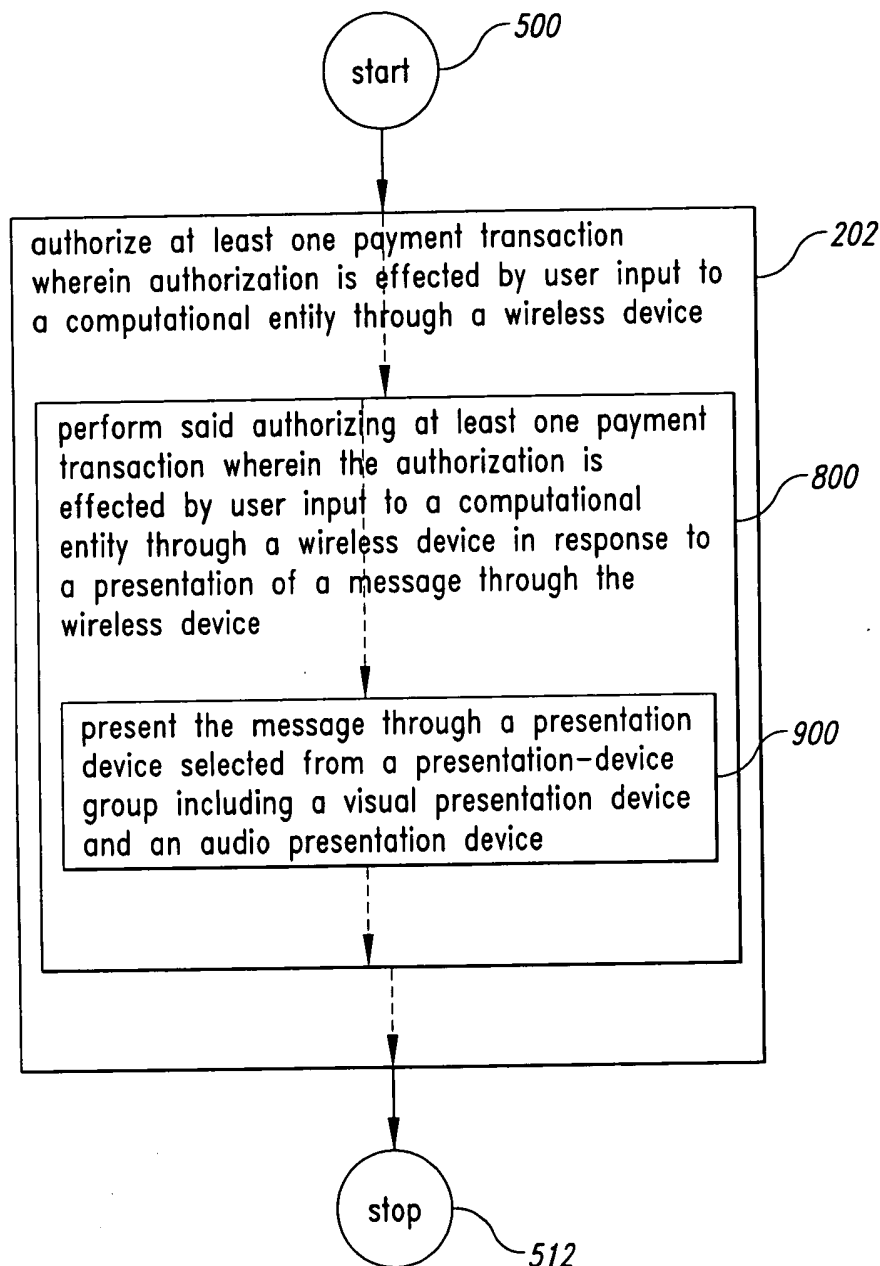 500
start
202
authorize at least one payment transaction
wherein authorization is effected by user input to
a computational entity through a wireless device
800
perform said authorizing at least one payment
transaction wherein the authorization is
effected by user input to a computational
entity through a wireless device in response to
a presentation of a message through the
wireless device
900
present the message through a presentation
device selected from a presentation-device
group including a visual presentation device
and an audio presentation device
stop
512